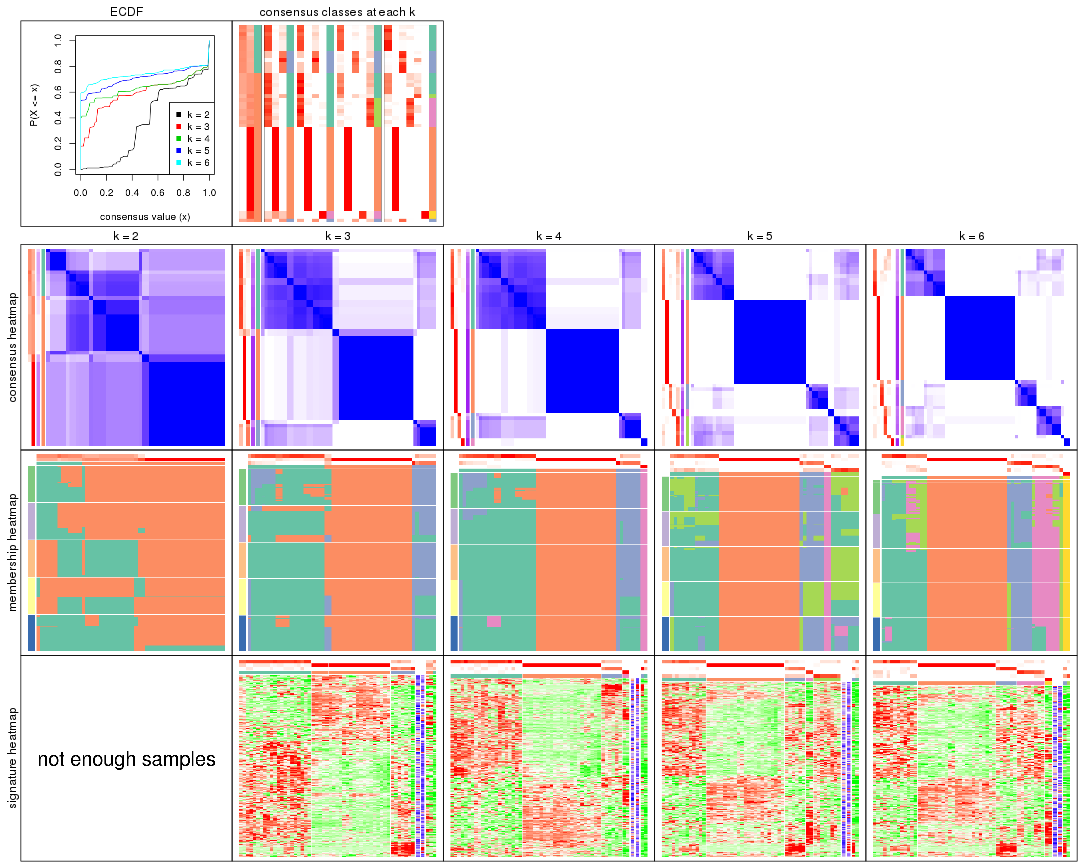 ECDF
consensus classes at each k
P(X <= x)
0.0 0.2 0.4 0.6 0.8 1.0
k = 2
k = 3
k = 4
k = 5
k = 6
0.0 0.2 0.4 0.6 0.8 1.0
consensus value (x)
k = 2
k = 3
k = 4
k = 5
k = 6
consensus heatmap
membership heatmap
signature heatmap
not enough samples